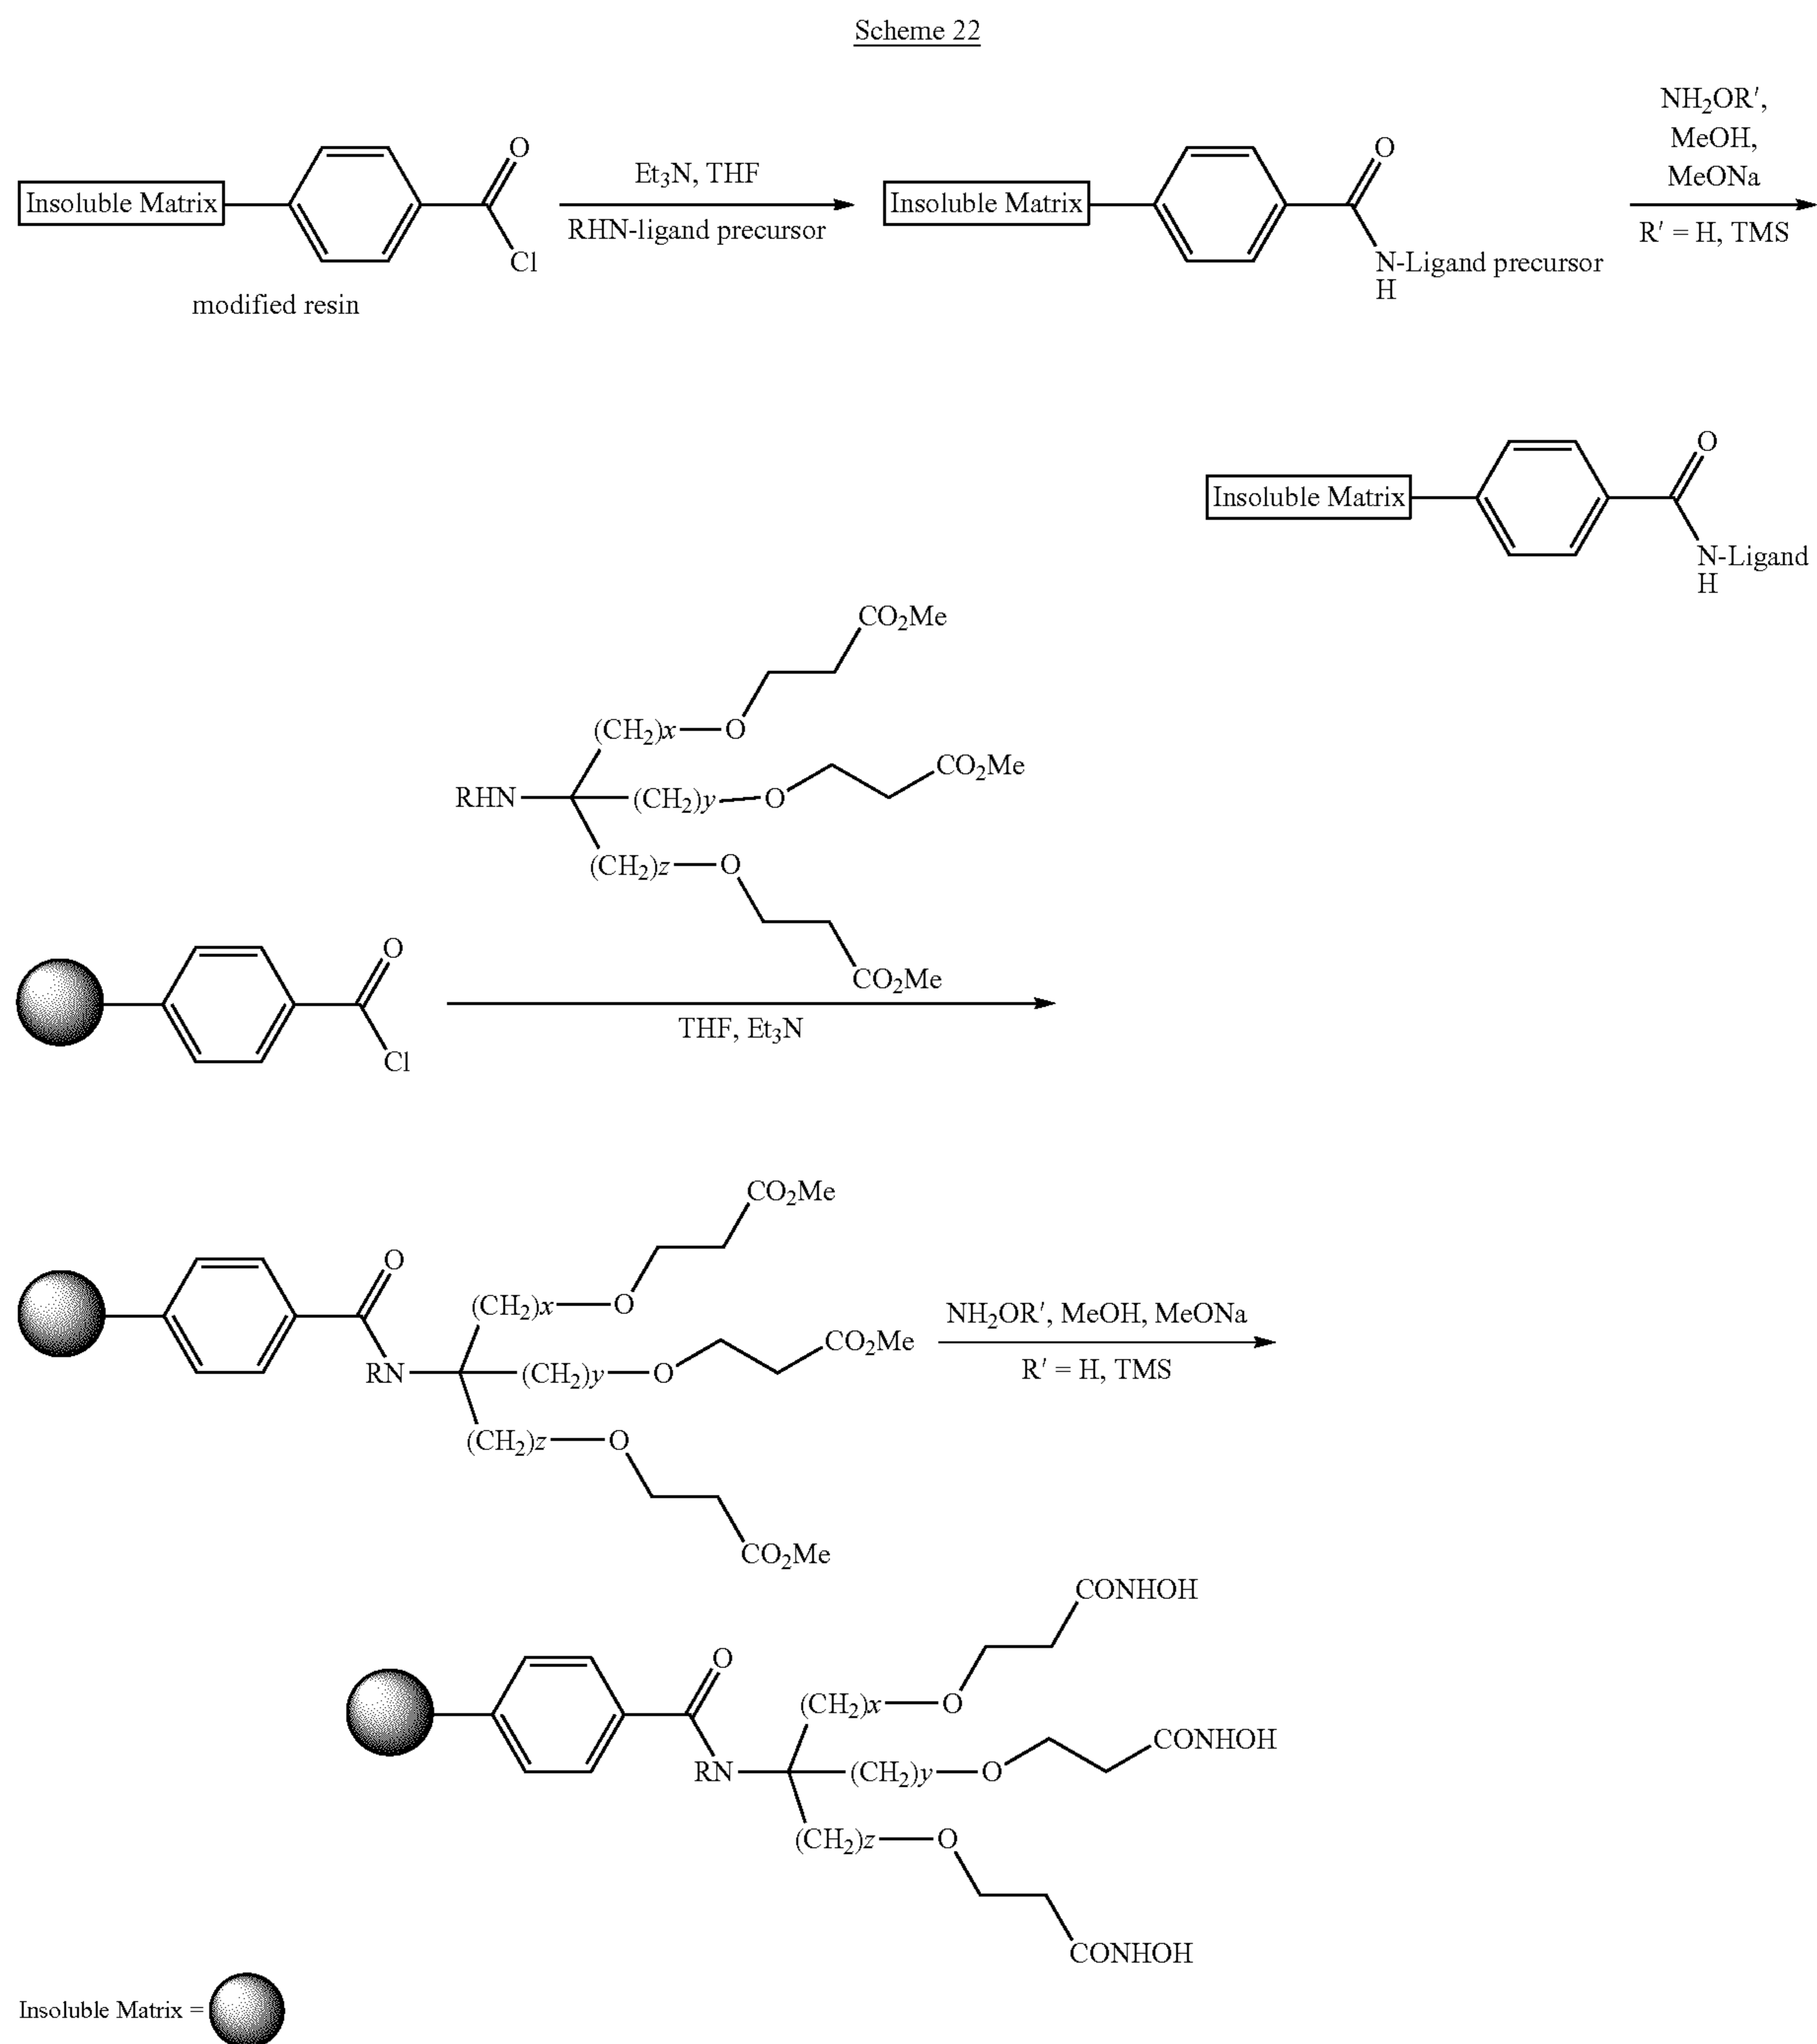 Scheme 22
Insoluble Matrix
O
Cl
modified resin
Et₃N, THF
RHN-ligand precursor
Insoluble Matrix
O
N-Ligand precursor
H
NH₂OR′,
MeOH,
MeONa
R′ = H, TMS
Insoluble Matrix
O
N-Ligand
H
CO₂Me
(CH₂)x—O
CO₂Me
RHN
(CH₂)y—O
(CH₂)z—O
CO₂Me
O
Cl
THF, Et₃N
CO₂Me
O
(CH₂)x—O
CO₂Me
RN
(CH₂)y—O
(CH₂)z—O
CO₂Me
NH₂OR′, MeOH, MeONa
R′ = H, TMS
CONHOH
O
(CH₂)x—O
CONHOH
RN
(CH₂)y—O
(CH₂)z—O
CONHOH
Insoluble Matrix =